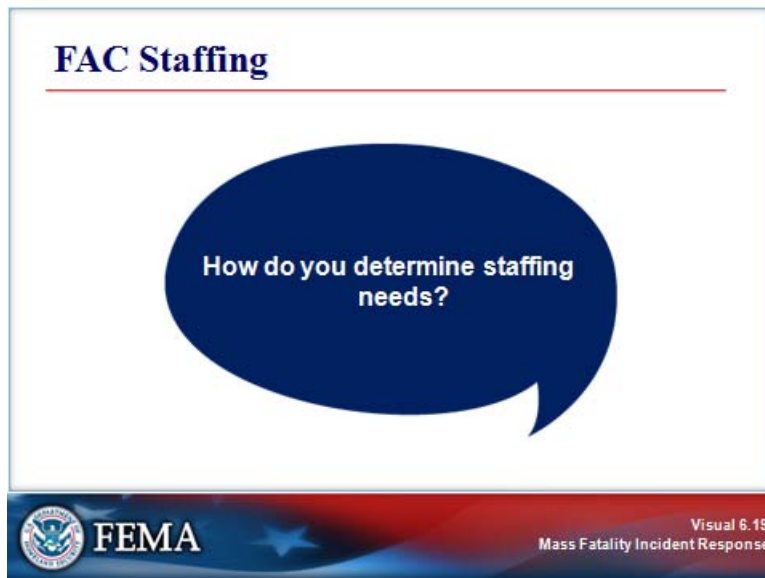 FAC Staffing
How do you determine staffing
needs?
FEMA
Visual 6.19
Mass Fatality Incident Response